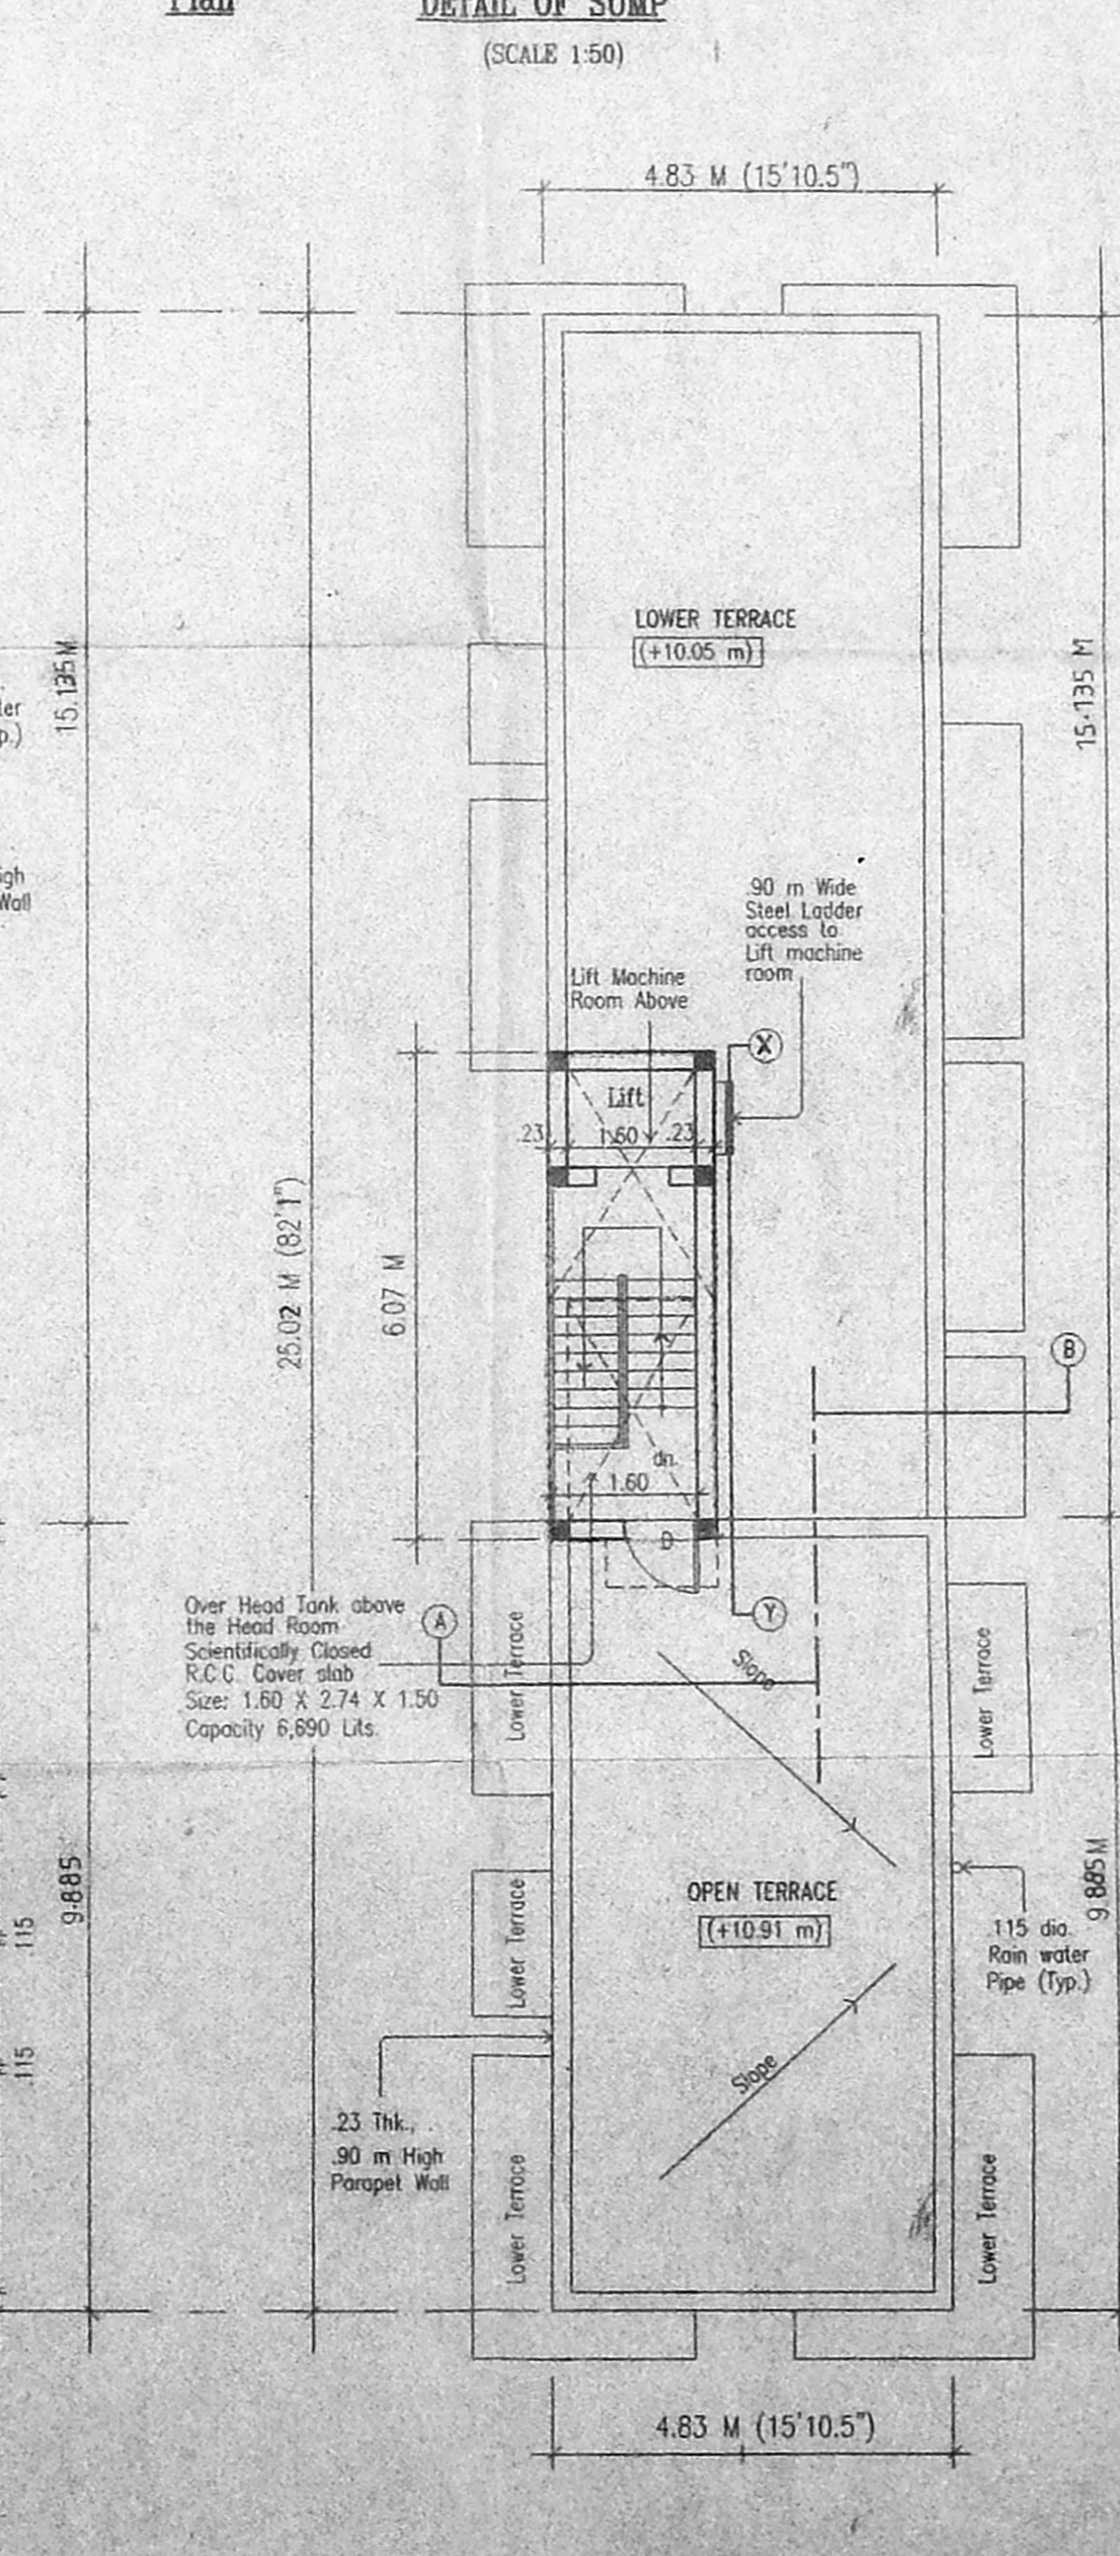 Plan
DETAIL OF SUMP
(SCALE 1:50)
4.83 M (15'10.5")
LOWER TERRACE
(+10.05 m)
15.135 M
15.135 M
p.)
Wall
.90 m Wide
Steel Ladder
access to
Lift machine
room
Lift Machine
Room Above
X
Lift
.23
1.60
.23
25.02 M (82'1")
6.07 M
B
dn.
1.60
D
Over Head Tank above
the Head Room
Scientifically Closed
R.C.C. Cover slab
Size: 1.60 X 2.74 X 1.50
Capacity 6,690 Lits.
A
Y
Slope
Lower Terrace
Lower Terrace
9.885
9.885 M
OPEN TERRACE
(+10.91 m)
Lower Terrace
.115
.115
.115 dia.
Rain water
Pipe (Typ.)
Slope
.23 Thk.,
.90 m High
Parapet Wall
Lower Terrace
Lower Terrace
4.83 M (15'10.5")